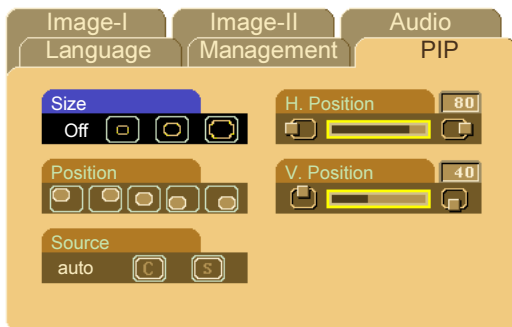 Image-I Image-II Audio
Language Management PIP
Size
Off
H. Position 80
Position
V. Position 40
Source
auto C S